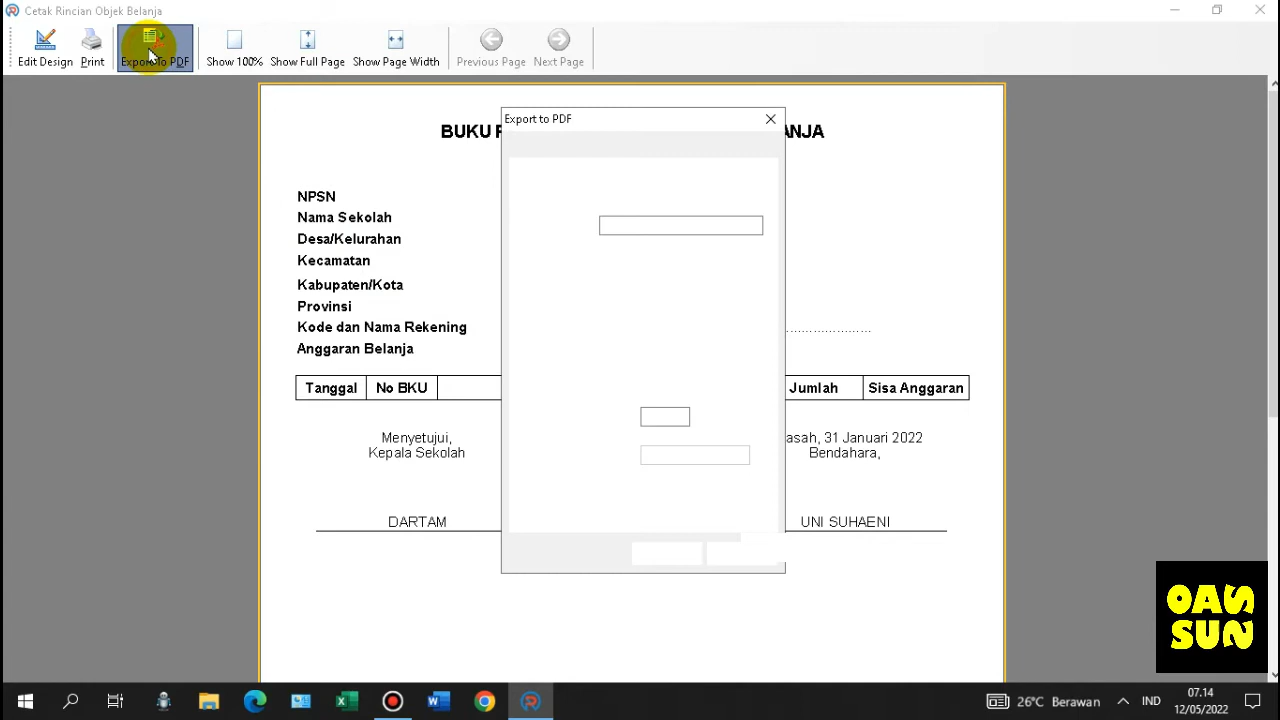 Cetak Rincian Objek Belanja
Edit Design Print Export To PDF Show 100% Show Full Page Show Page Width Previous Page Next Page
Export to PDF
BUKU ANJA
NPSN
Nama Sekolah
Desa/Kelurahan
Kecamatan
Kabupaten/Kota
Provinsi
Kode dan Nama Rekening ......................
Anggaran Belanja
Tanggal No BKU Jumlah Sisa Anggaran
Menyetujui, asah, 31 Januari 2022
Kepala Sekolah Bendahara,
DARTAM UNI SUHAENI
OAS
SUN
26°C Berawan IND 07.14
12/05/2022